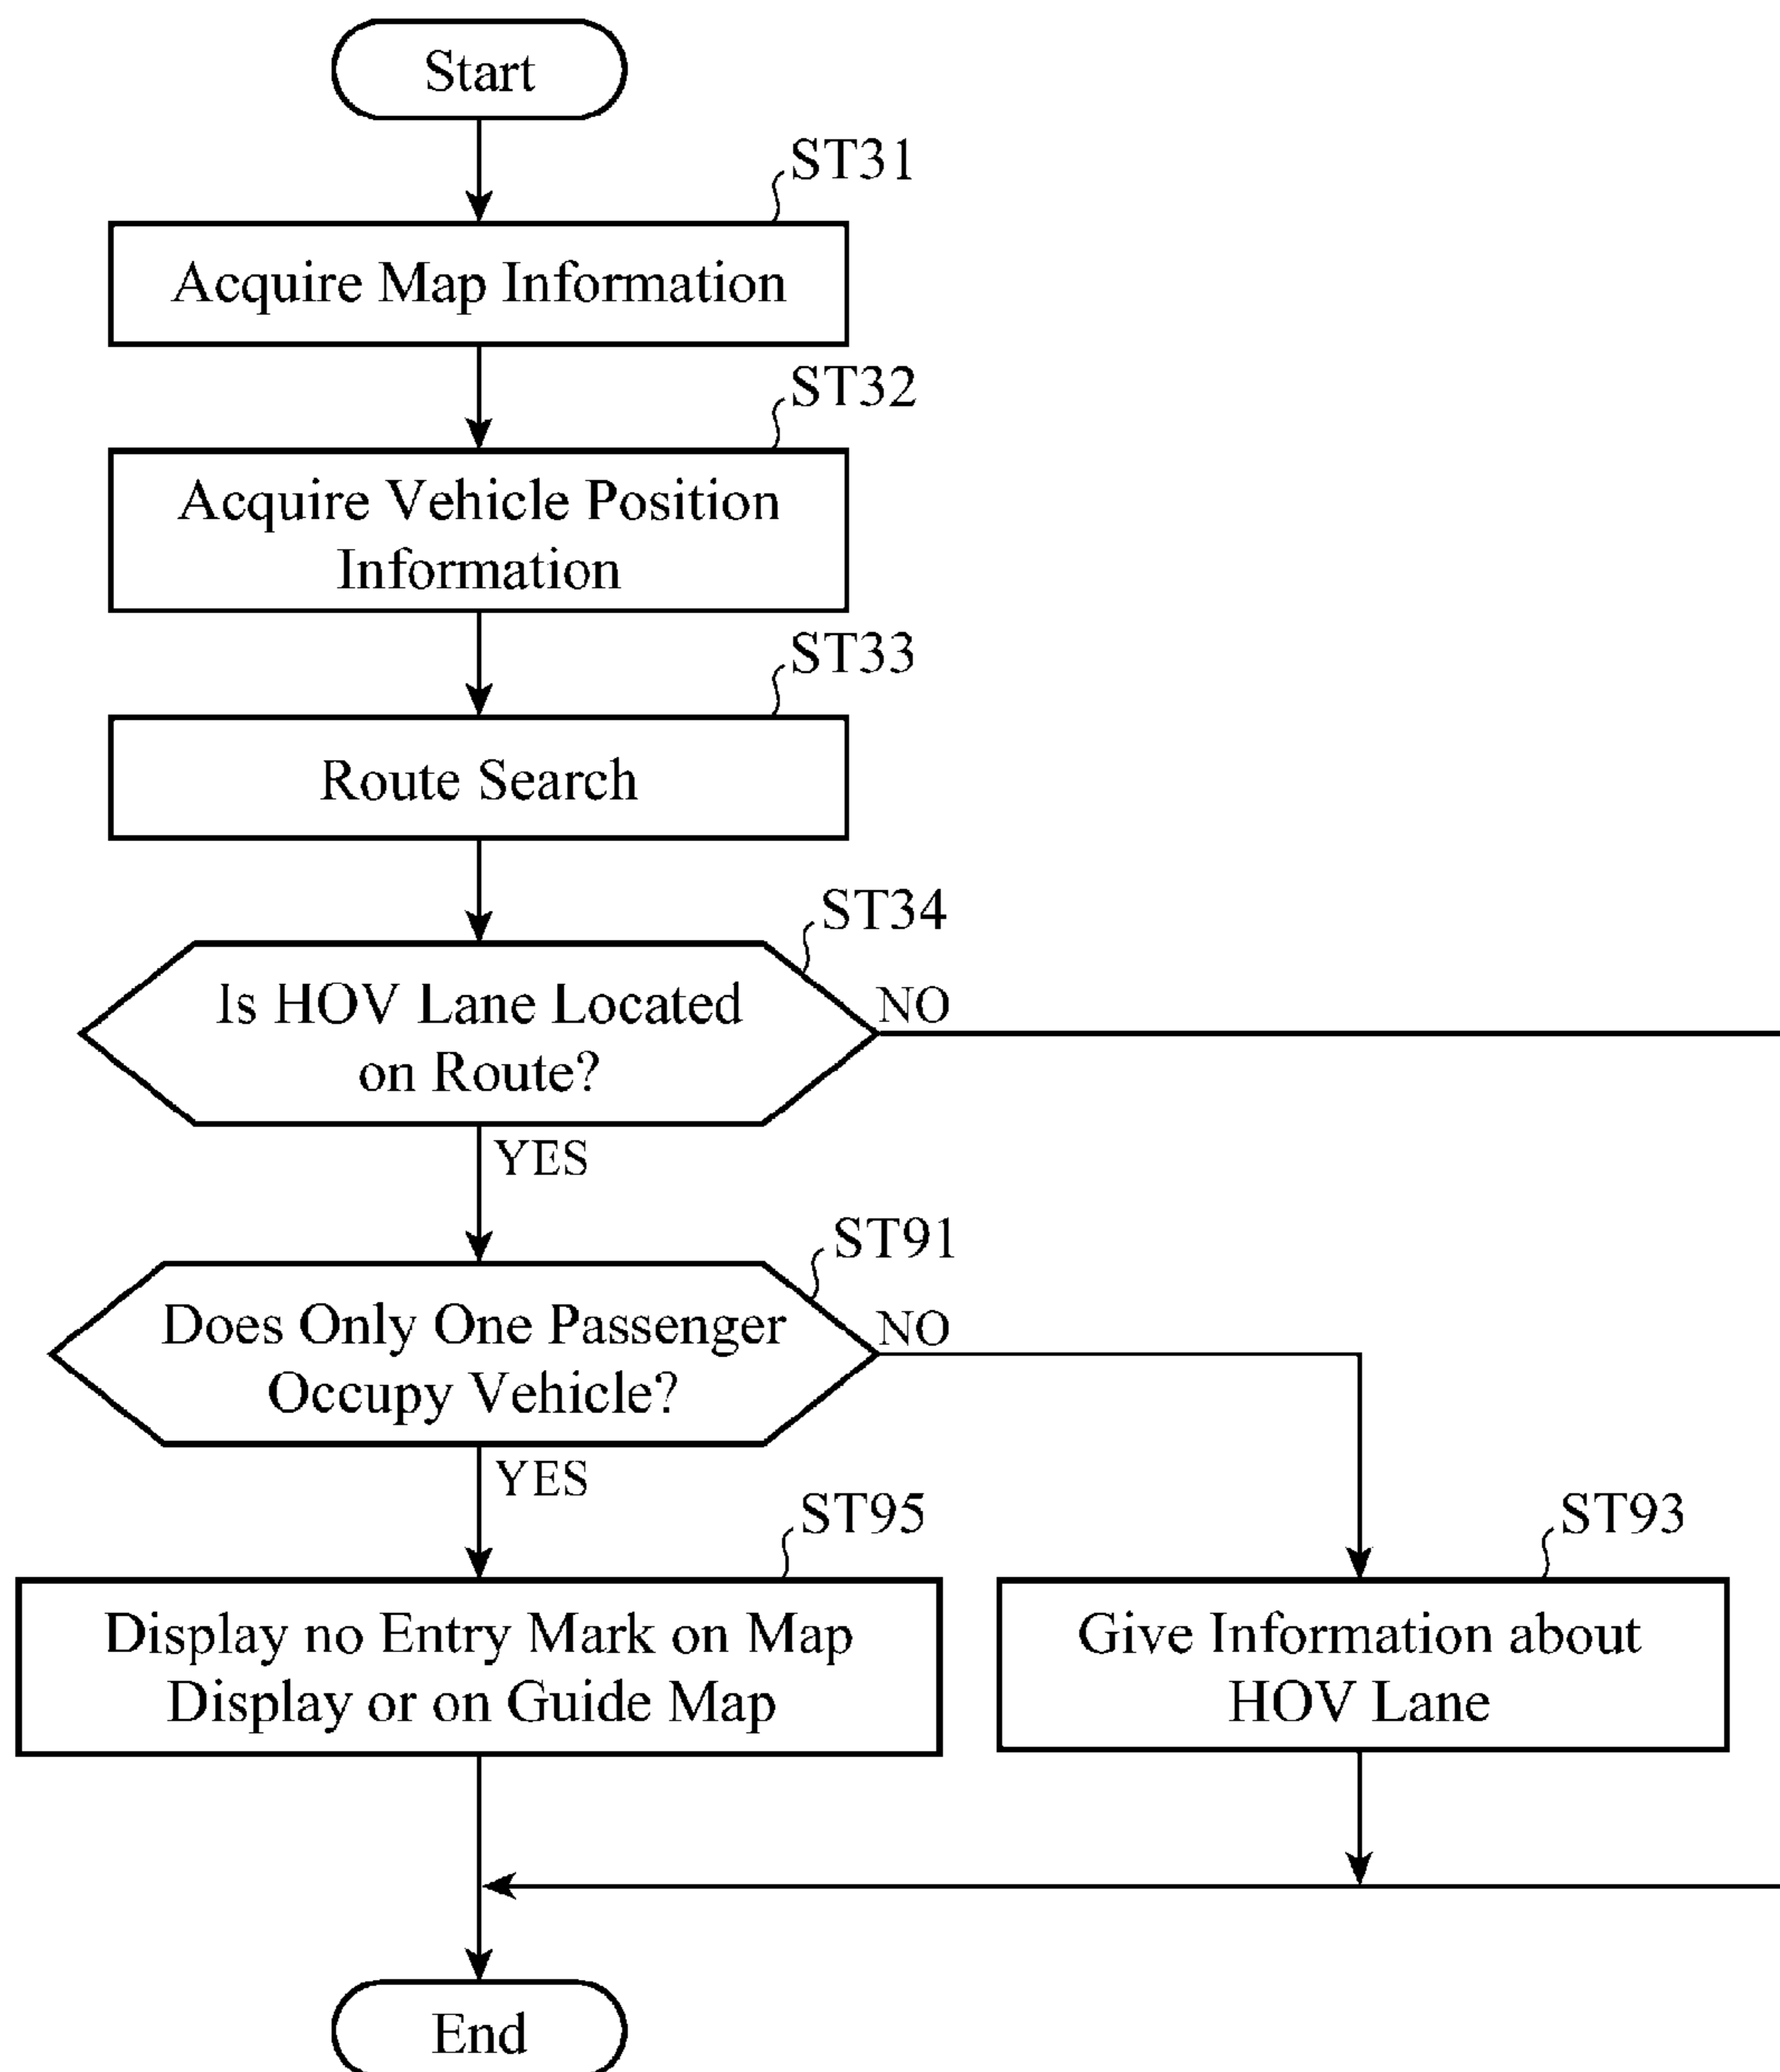 Start
ST31
Acquire Map Information
ST32
Acquire Vehicle Position
Information
ST33
Route Search
ST34
Is HOV Lane Located
on Route?
NO
YES
ST91
Does Only One Passenger
Occupy Vehicle?
NO
YES
ST95
Display no Entry Mark on Map
Display or on Guide Map
ST93
Give Information about
HOV Lane
End